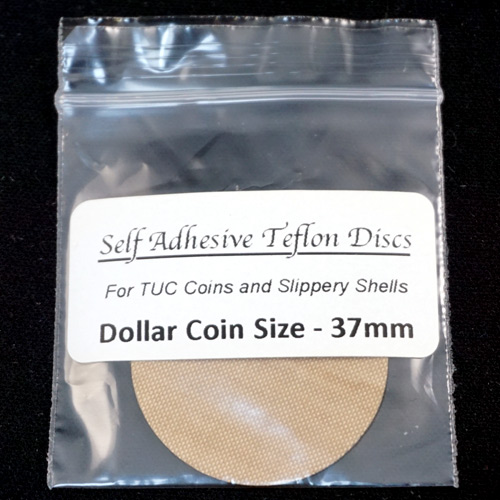 Self Adhesive Teflon Discs
For TUC Coins and Slippery Shells
Dollar Coin Size - 37mm